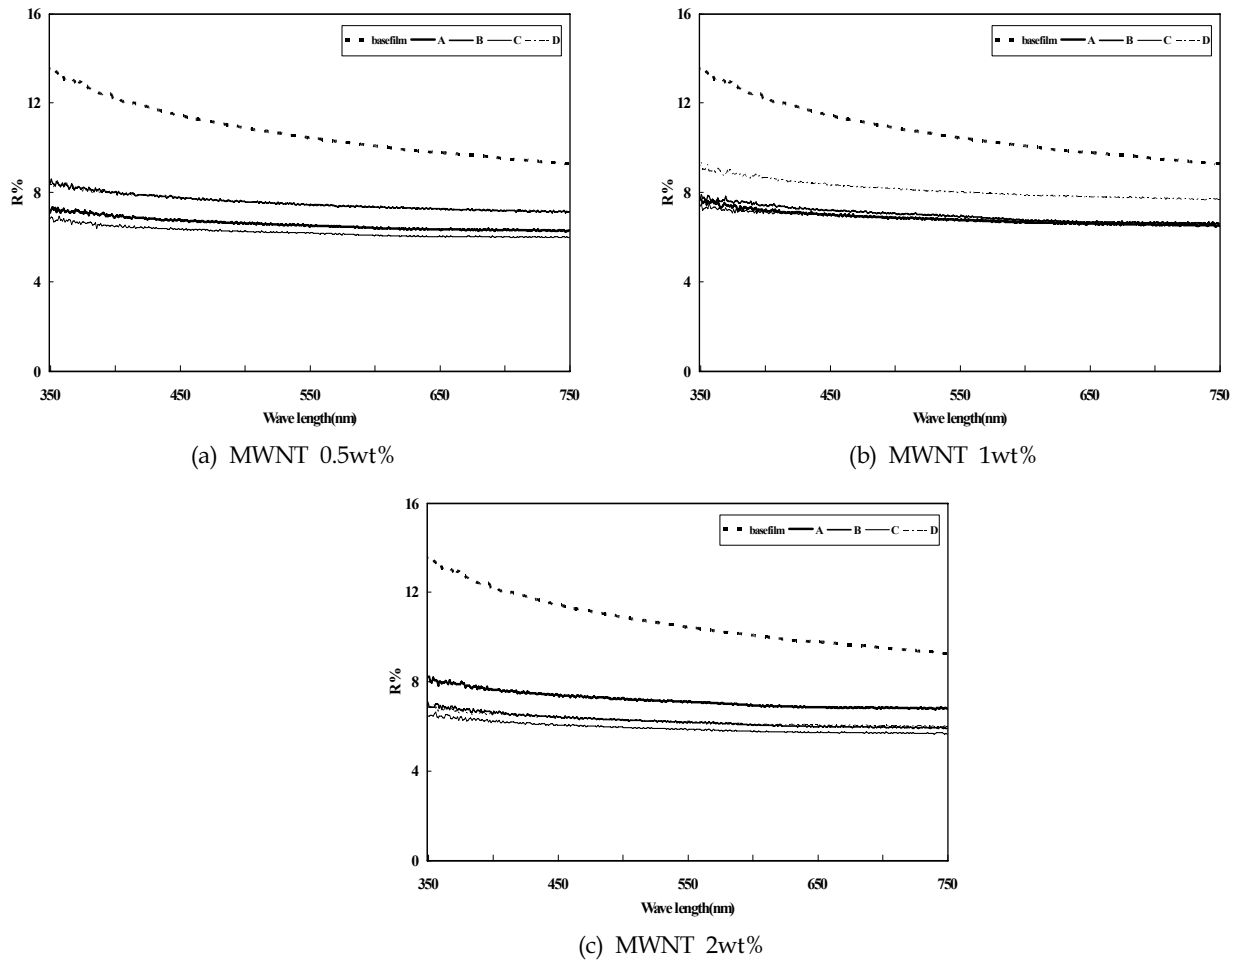 16
12
8
4
0
R%
basefilm A B C D
350 450 550 650 750
Wave length(nm)
(a) MWNT 0.5wt%
16
12
8
4
0
R%
basefilm A B C D
350 450 550 650 750
Wave length(nm)
(b) MWNT 1wt%
16
12
8
4
0
R%
basefilm A B C D
350 450 550 650 750
Wave length(nm)
(c) MWNT 2wt%